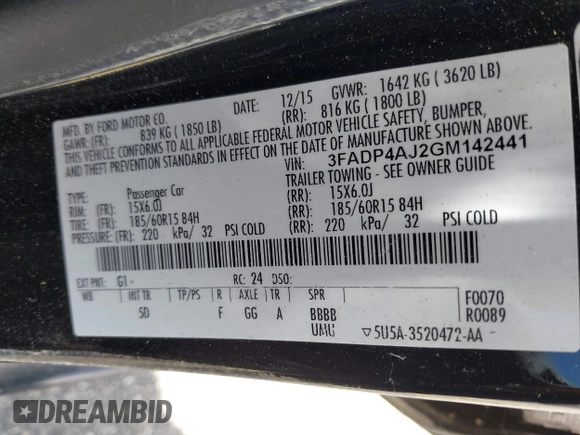 MFD. BY FORD MOTOR CO.
DATE: 12/15 GVWR: 1642 KG ( 3620 LB)
GAWR: (FR): 839 KG ( 1850 LB) (RR): 816 KG ( 1800 LB)
THIS VEHICLE CONFORMS TO ALL APPLICABLE FEDERAL MOTOR VEHICLE SAFETY, BUMPER,
AND THEFT PREVENTION STANDARDS IN EFFECT ON THE DATE OF MANUFACTURE SHOWN ABOVE.
VIN: 3FADP4AJ2GM142441
TYPE: Passenger Car TRAILER TOWING - SEE OWNER GUIDE
RIM: (FR): 15X6.0J (RR): 15X6.0J
TIRE: (FR): 185/60R15 84H (RR): 185/60R15 84H
PRESSURE: (FR): 220 kPa/ 32 PSI COLD (RR): 220 kPa/ 32 PSI COLD
EXT PNT: G1- RC: 24 DSO:
WB INT TR TP/PS R AXLE TR SPR F0070
5D F GG A BBBB R0089
UMU 5U5A-3520472-AA
DREAMBID